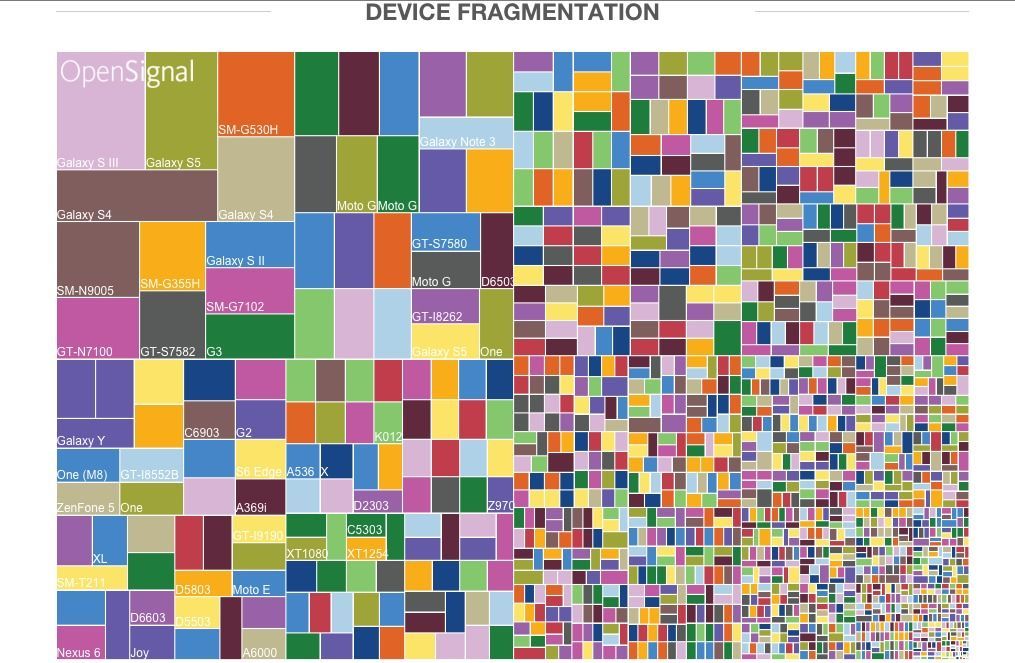 DEVICE FRAGMENTATION
OpenSignal
Galaxy S III
Galaxy S5
SM-G530H
Galaxy S4
Galaxy S4
Galaxy Note 3
Moto G
Moto G
SM-N9005
SM-G355H
Galaxy S II
SM-G7102
GT-N7100
GT-S7582
G3
GT-S7580
Moto G
D6503
GT-I8262
Galaxy S5
One
Galaxy Y
C6903
G2
K012
One (M8)
GT-I8552B
S6 Edge
A536
X
ZenFone 5
One
A369i
D2303
Z970
XL
GT-I9190
C5303
XT1080
XT1254
SM-T211
D5803
Moto E
D6603
D5503
Nexus 6
Joy
A6000